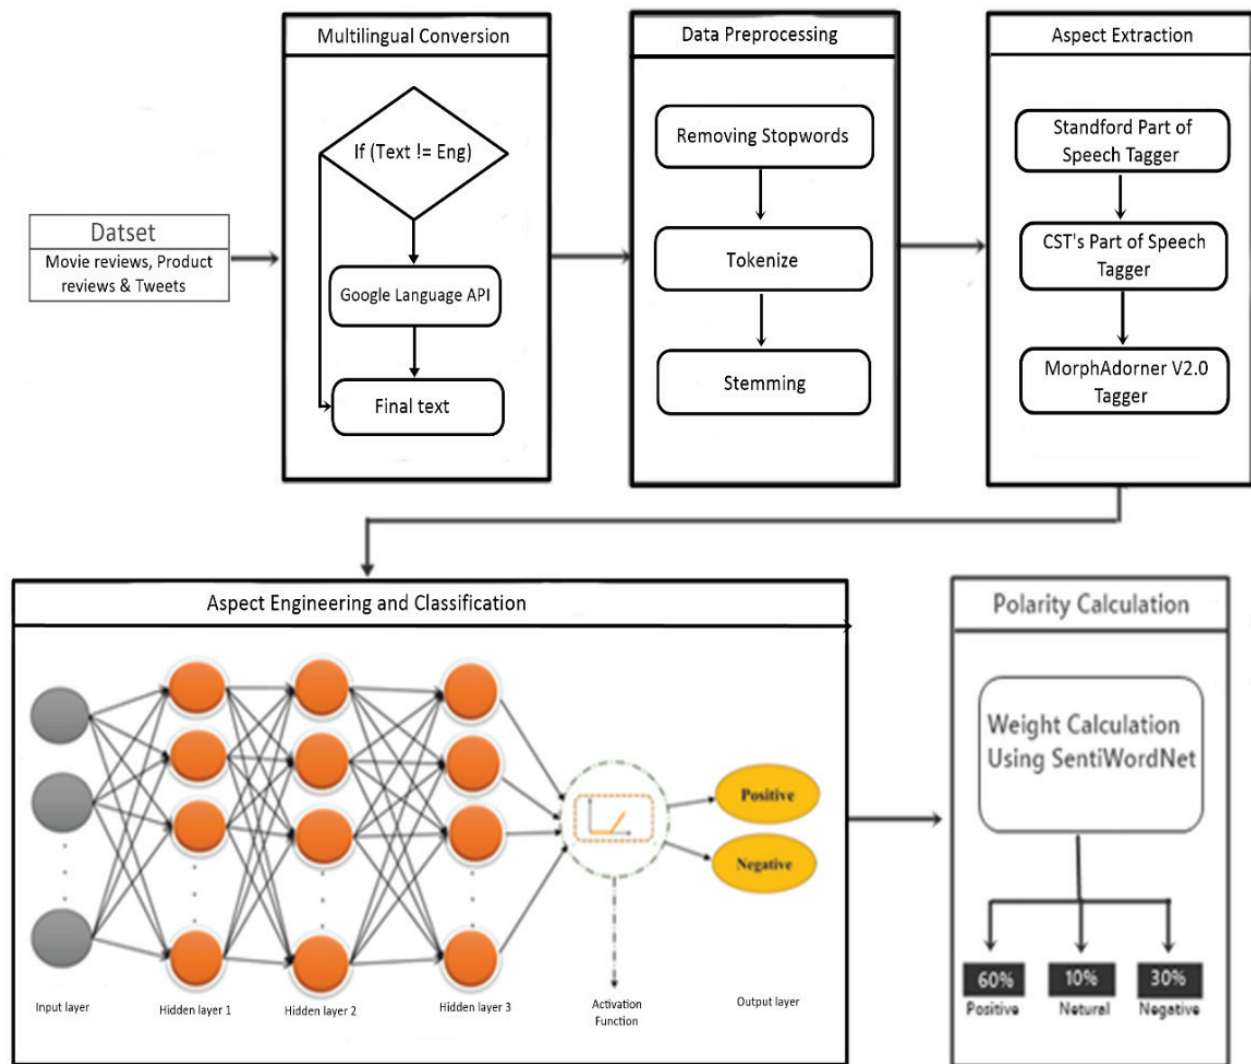 Multilingual Conversion
If (Text != Eng)
Google Language API
Final text
Datset
Movie reviews, Product
reviews & Tweets
Data Preprocessing
Removing Stopwords
Tokenize
Stemming
Aspect Extraction
Standford Part of
Speech Tagger
CST's Part of Speech
Tagger
MorphAdorner V2.0
Tagger
Aspect Engineering and Classification
Positive
Negative
Input layer
Hidden layer 1
Hidden layer 2
Hidden layer 3
Activation
Function
Output layer
Polarity Calculation
Weight Calculation
Using SentiWordNet
60%
10%
30%
Positive
Netural
Negative